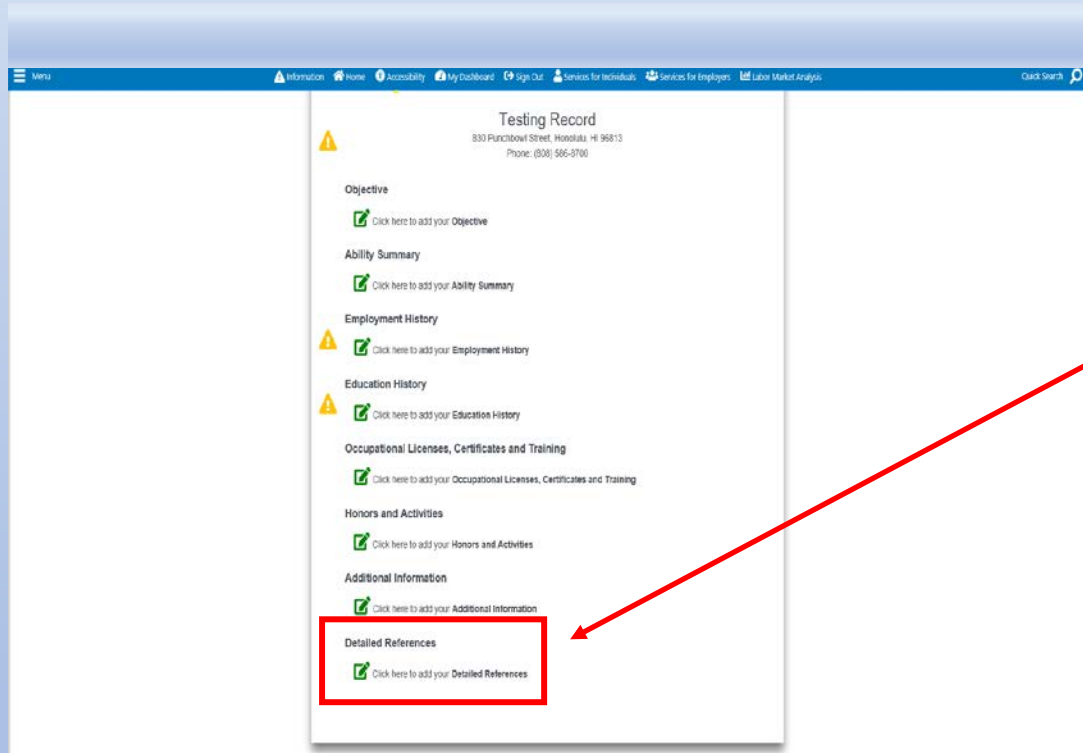 Menu
Information Home Accessibility My Dashboard Sign Out Services for Individuals Services for Employers Labor Market Analysis
Quick Search
Testing Record
830 Punchbowl Street, Honolulu, HI 96813
Phone: (808) 586-8700
Objective
Click here to add your Objective
Ability Summary
Click here to add your Ability Summary
Employment History
Click here to add your Employment History
Education History
Click here to add your Education History
Occupational Licenses, Certificates and Training
Click here to add your Occupational Licenses, Certificates and Training
Honors and Activities
Click here to add your Honors and Activities
Additional Information
Click here to add your Additional Information
Detailed References
Click here to add your Detailed References